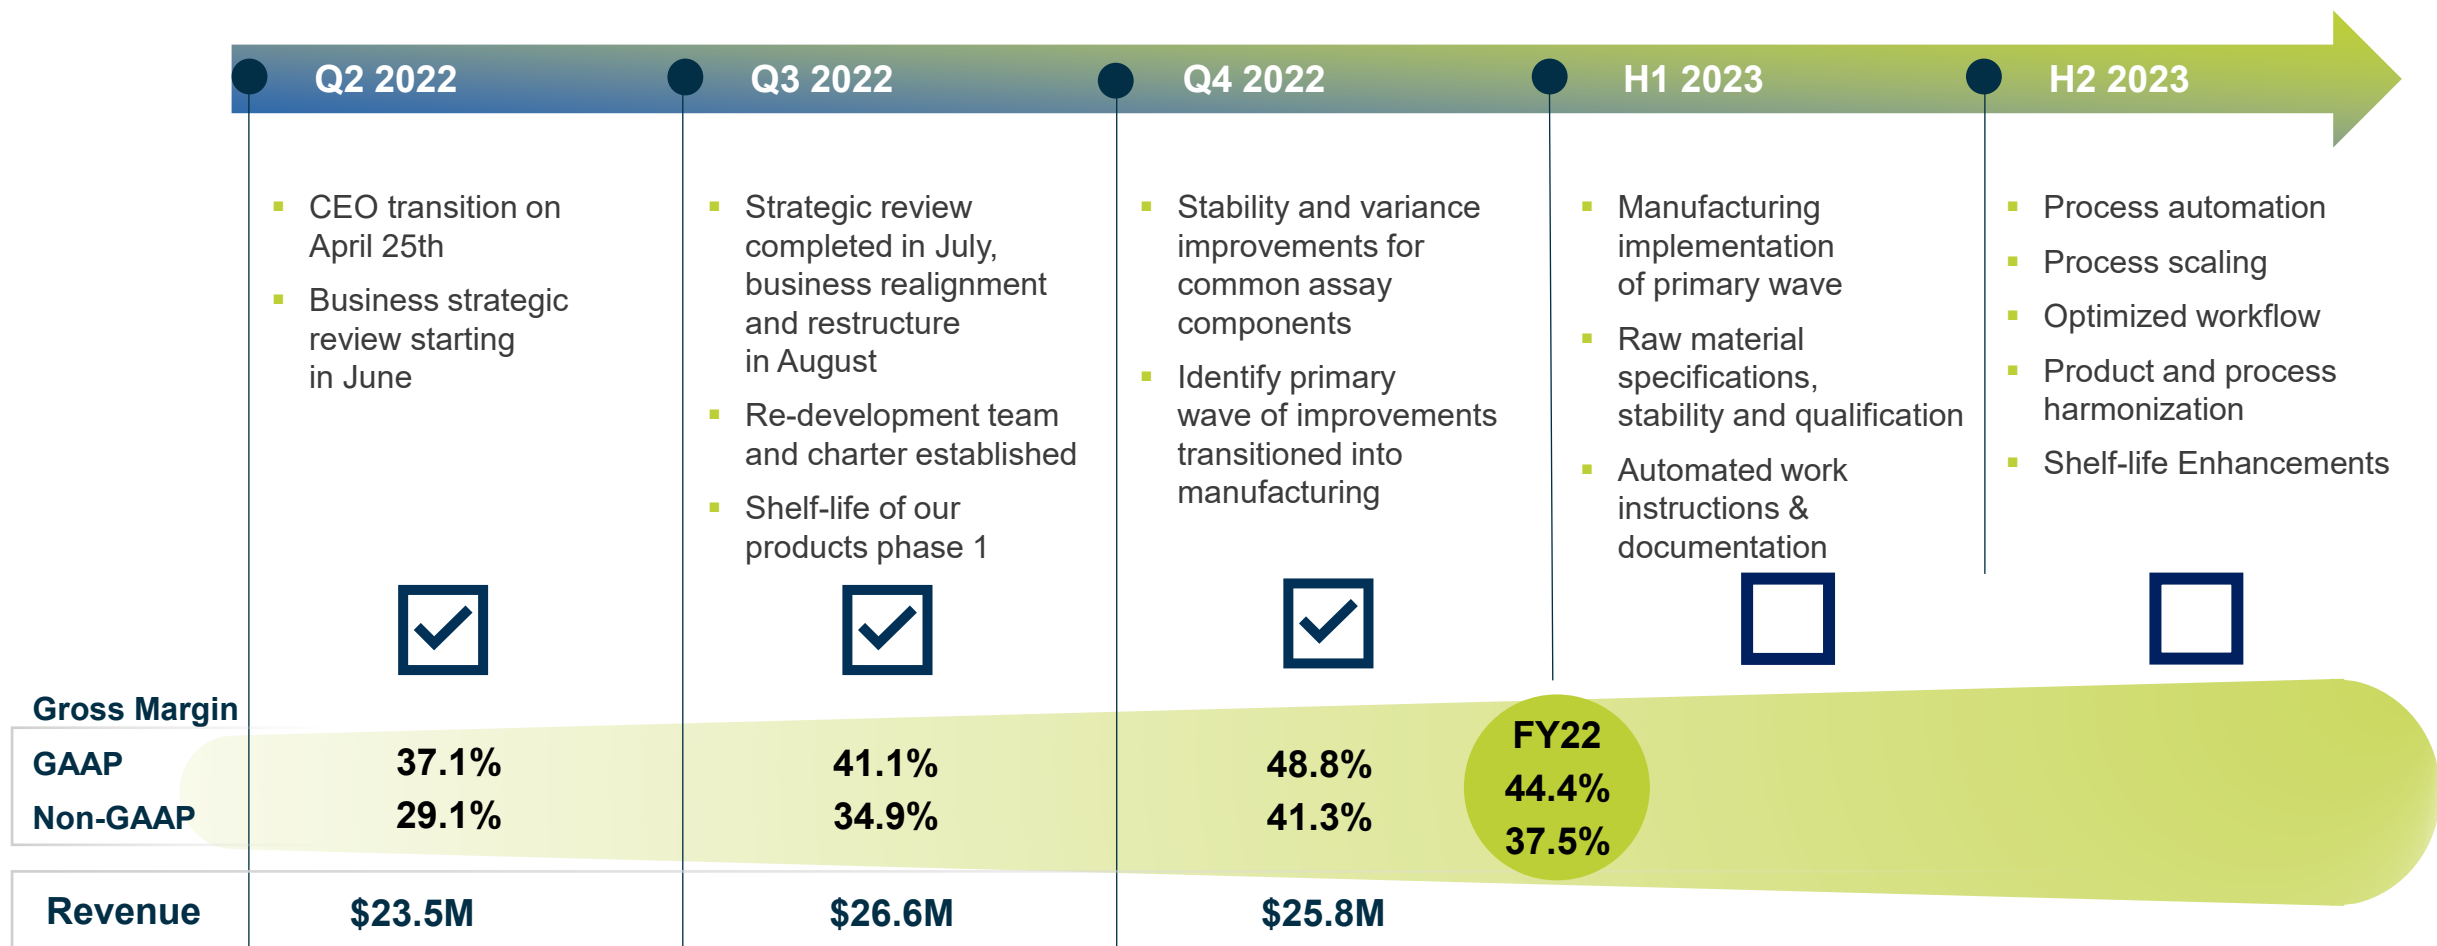 Q2 2022
Q3 2022
Q4 2022
H1 2023
H2 2023
▪ CEO transition on
April 25th
▪ Business strategic
review starting
in June
▪ Strategic review
completed in July,
business realignment
and restructure
in August
▪ Re-development team
and charter established
▪ Shelf-life of our
products phase 1
▪ Stability and variance
improvements for
common assay
components
▪ Identify primary
wave of improvements
transitioned into
manufacturing
▪ Manufacturing
implementation
of primary wave
▪ Raw material
specifications,
stability and qualification
▪ Automated work
instructions &
documentation
▪ Process automation
▪ Process scaling
▪ Optimized workflow
▪ Product and process
harmonization
▪ Shelf-life Enhancements
Gross Margin
FY22
GAAP 37.1% 41.1% 48.8% 44.4%
Non-GAAP 29.1% 34.9% 41.3% 37.5%
Revenue $23.5M $26.6M $25.8M